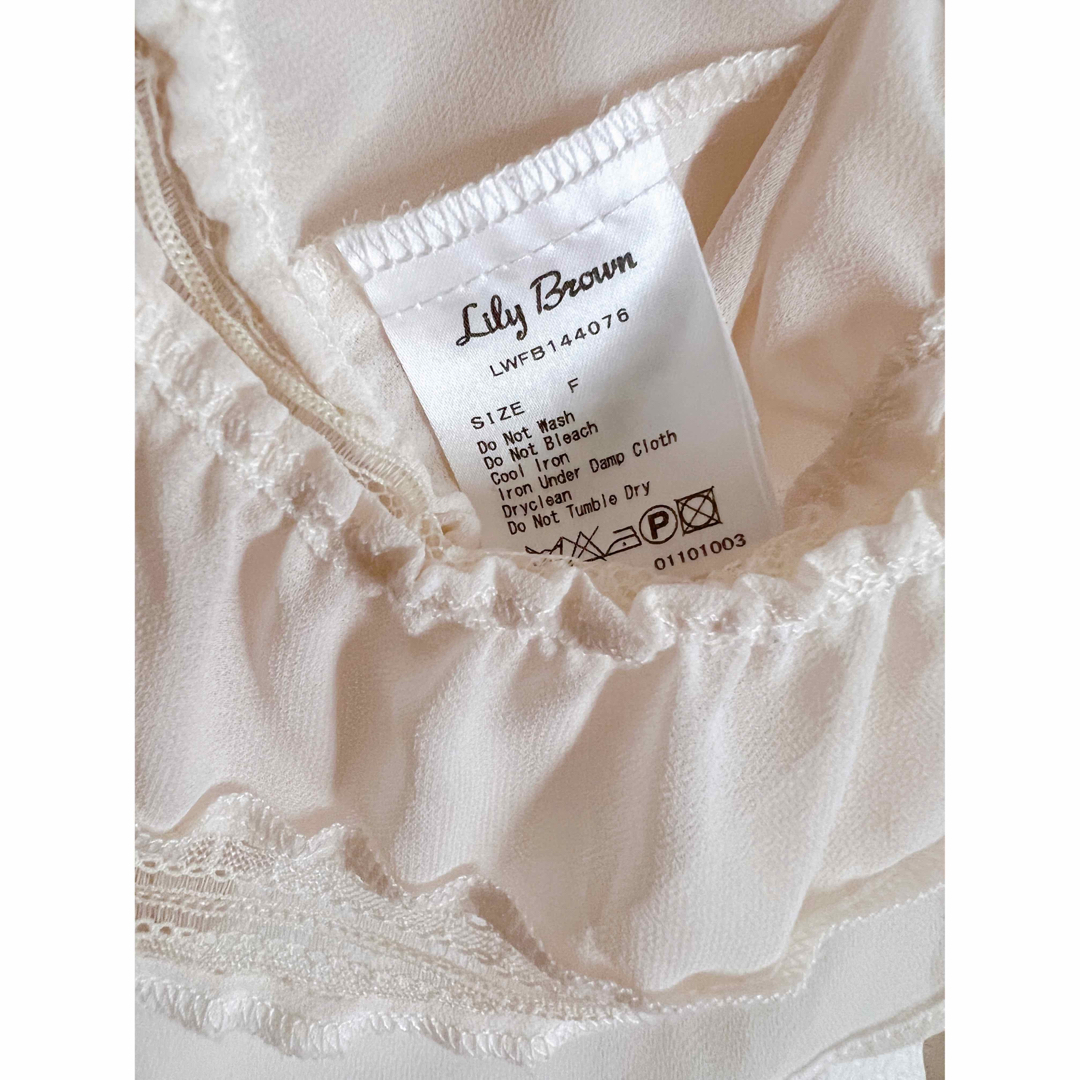 Lily Brown
LWFB144076
SIZE F
Do Not Wash
Do Not Bleach
Cool Iron
Iron Under Damp Cloth
Dryclean
Do Not Tumble Dry
P
01101003